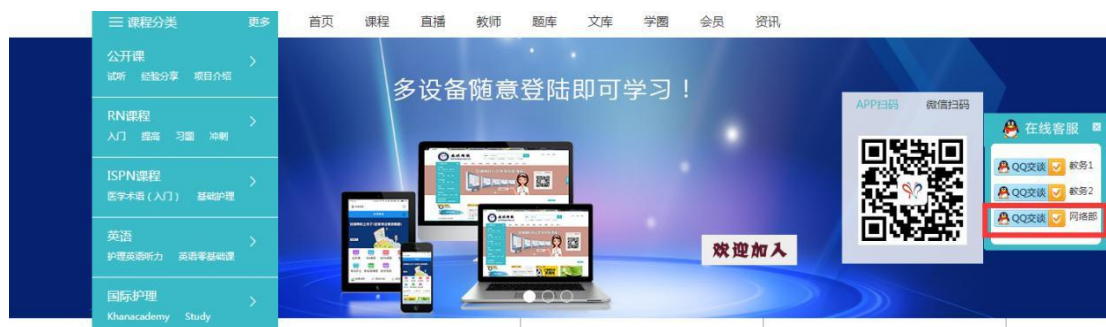 三 课程分类 更多 首页 课程 直播 教师 题库 文库 学圈 会员 资讯
公开课
试听 经验分享 项目介绍
RN课程
入门 提高 习题 冲刺
ISPN课程
医学术语(入门) 基础护理
英语
护理英语听力 英语零基础课
国际护理
Khanacademy Study
多设备随意登陆即可学习!
欢迎加入
APP扫码 微信扫码
在线客服
QQ交谈 教务1
QQ交谈 教务2
QQ交谈 网络部